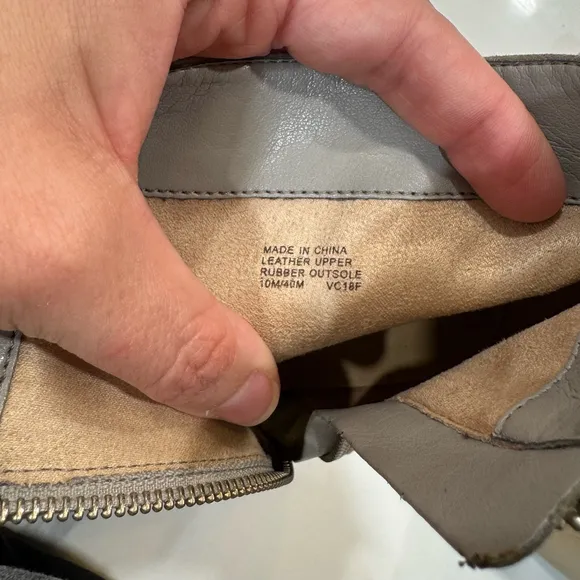 MADE IN CHINA
LEATHER UPPER
RUBBER OUTSOLE
10M/40M VC18F